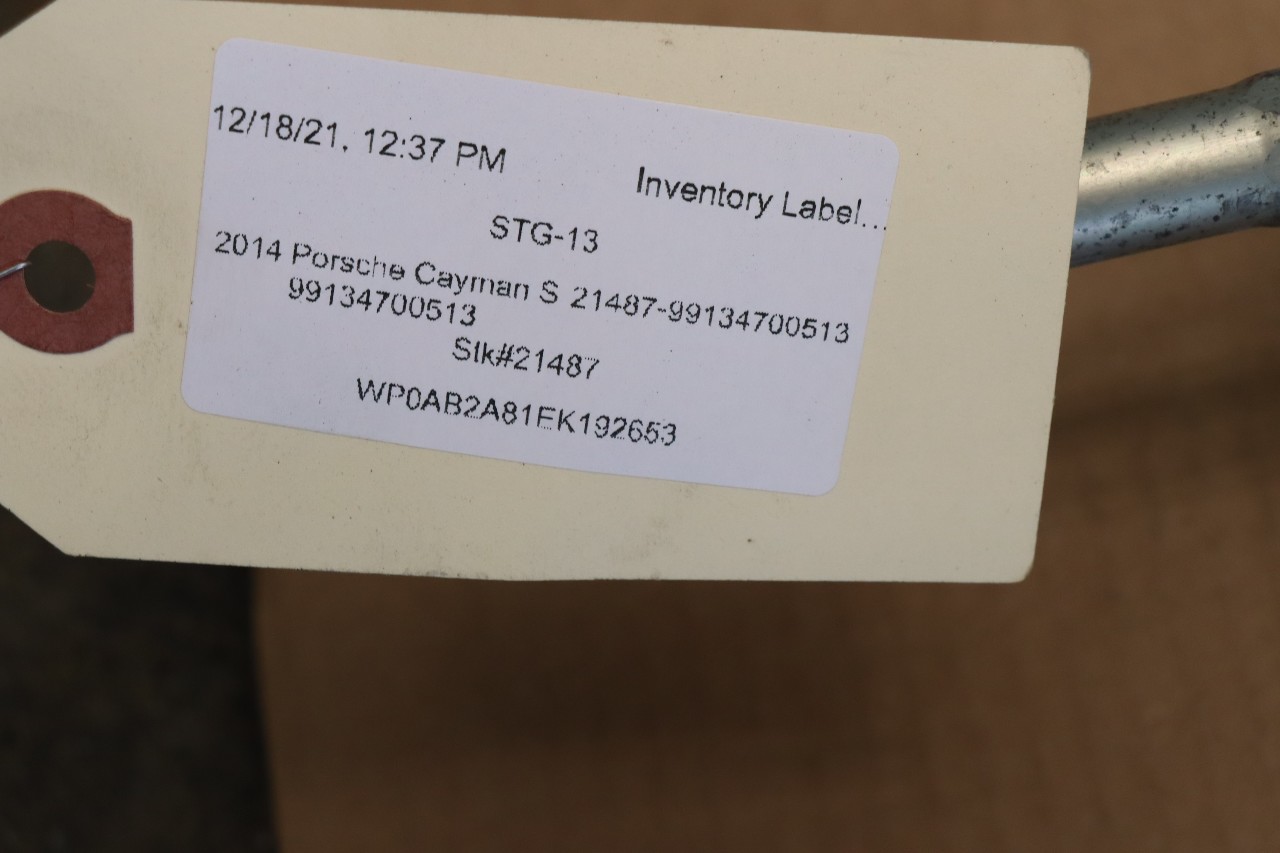 12/18/21, 12:37 PM
Inventory Label...
STG-13
2014 Porsche Cayman S 21487-99134700513
99134700513
Stk#21487
WP0AB2A81EK192653